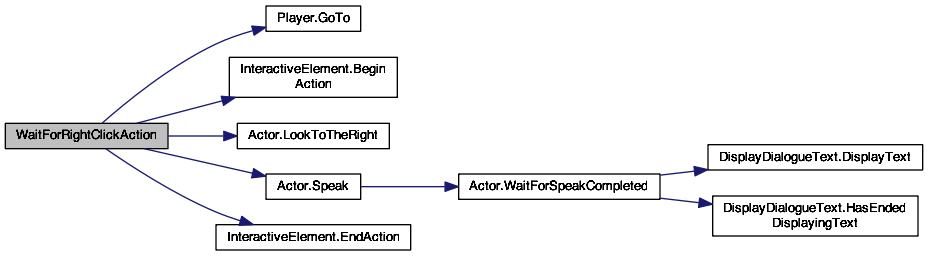 Player.GoTo
InteractiveElement.Begin
Action
WaitForRightClickAction
Actor.LookToTheRight
DisplayDialogueText.DisplayText
Actor.Speak
Actor.WaitForSpeakCompleted
DisplayDialogueText.HasEnded
DisplayingText
InteractiveElement.EndAction